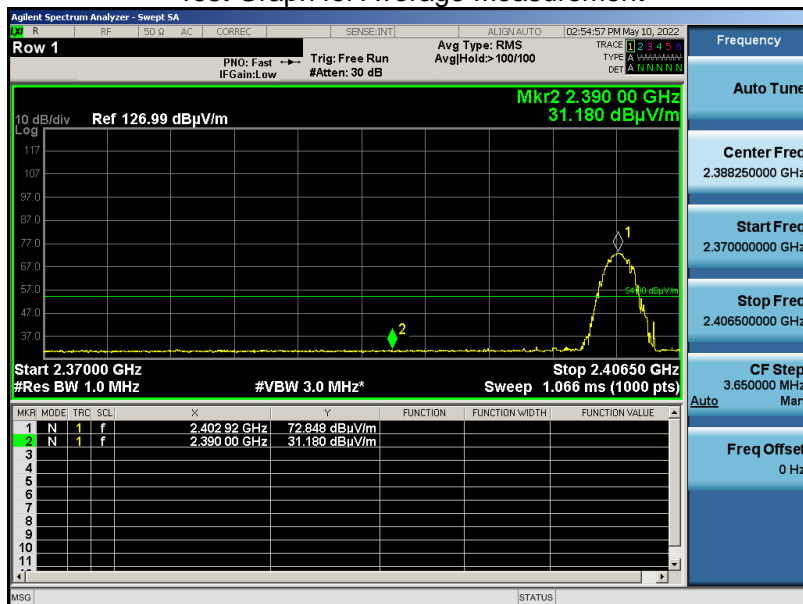 Test Graph for Average Measurement
Agilent Spectrum Analyzer - Swept SA
LXI R RF 50 Ω AC CORREC SENSE:INT ALIGN AUTO 02:54:57 PM May 10, 2022
Row 1
PNO: Fast
IFGain:Low
Trig: Free Run
#Atten: 30 dB
Avg Type: RMS
Avg|Hold:>100/100
TRACE 1 2 3 4 5 6
TYPE A WWWWW
DET A N N N N N
Mkr2 2.390 00 GHz
31.180 dBµV/m
10 dB/div Ref 126.99 dBµV/m
Log
117
107
97.0
87.0
77.0
67.0
57.0
47.0
37.0
1
2
Start 2.37000 GHz Stop 2.40650 GHz
#Res BW 1.0 MHz #VBW 3.0 MHz* Sweep 1.066 ms (1000 pts)
MKR MODE TRC SCL X Y FUNCTION FUNCTION WIDTH FUNCTION VALUE
1 N 1 f 2.402 92 GHz 72.848 dBµV/m
2 N 1 f 2.390 00 GHz 31.180 dBµV/m
3
4
5
6
7
8
9
10
11
MSG STATUS
Frequency
Auto Tune
Center Freq
2.388250000 GHz
Start Freq
2.370000000 GHz
Stop Freq
2.406500000 GHz
CF Step
3.650000 MHz
Auto Man
Freq Offset
0 Hz